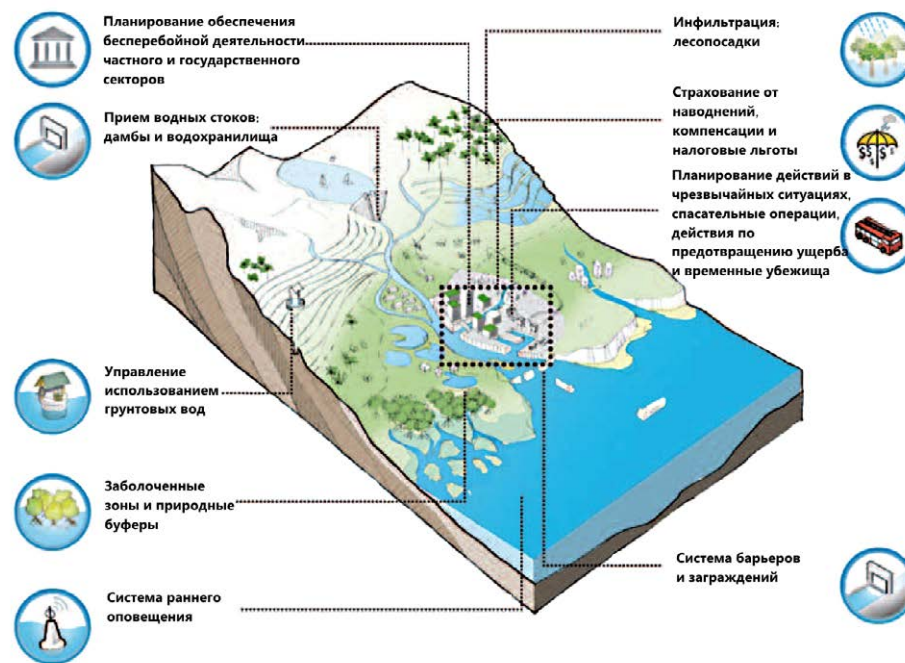 Планирование обеспечения
бесперебойной деятельности
частного и государственного
секторов
Прием водных стоков:
дамбы и водохранилища
Управление
использованием
грунтовых вод
Заболоченные
зоны и природные
буферы
Система раннего
оповещения
Инфильтрация:
лесопосадки
Страхование от
наводнений,
компенсации и
налоговые льготы
Планирование действий в
чрезвычайных ситуациях,
спасательные операции,
действия по
предотвращению ущерба
и временные убежища
Система барьеров
и заграждений